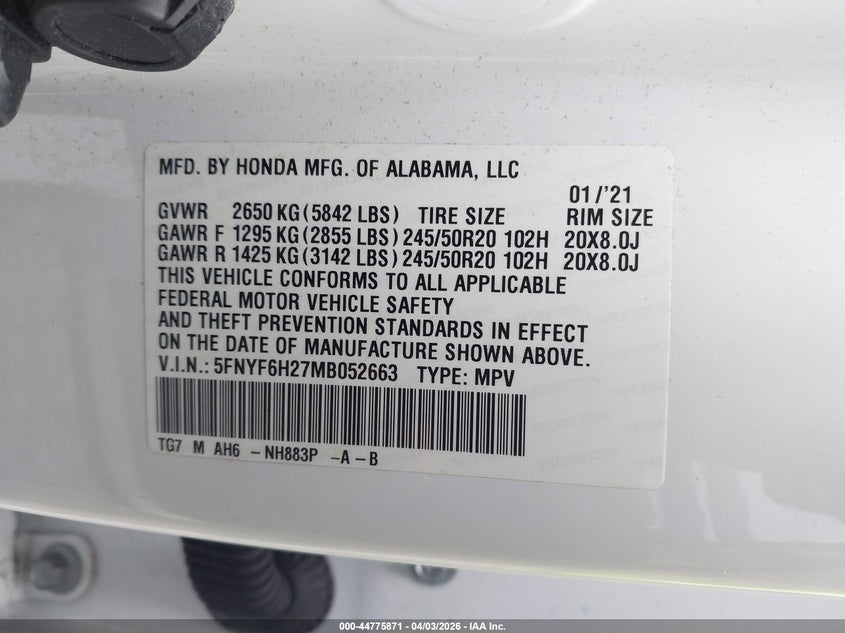 MFD. BY HONDA MFG. OF ALABAMA, LLC
01/'21
GVWR 2650 KG (5842 LBS) TIRE SIZE RIM SIZE
GAWR F 1295 KG (2855 LBS) 245/50R20 102H 20X8.0J
GAWR R 1425 KG (3142 LBS) 245/50R20 102H 20X8.0J
THIS VEHICLE CONFORMS TO ALL APPLICABLE
FEDERAL MOTOR VEHICLE SAFETY
AND THEFT PREVENTION STANDARDS IN EFFECT
ON THE DATE OF MANUFACTURE SHOWN ABOVE.
V.I.N.: 5FNYF6H27MB052663 TYPE: MPV
TG7 M AH6 - NH883P -A-B
000-44775871 - 04/03/2026 - IAA Inc.